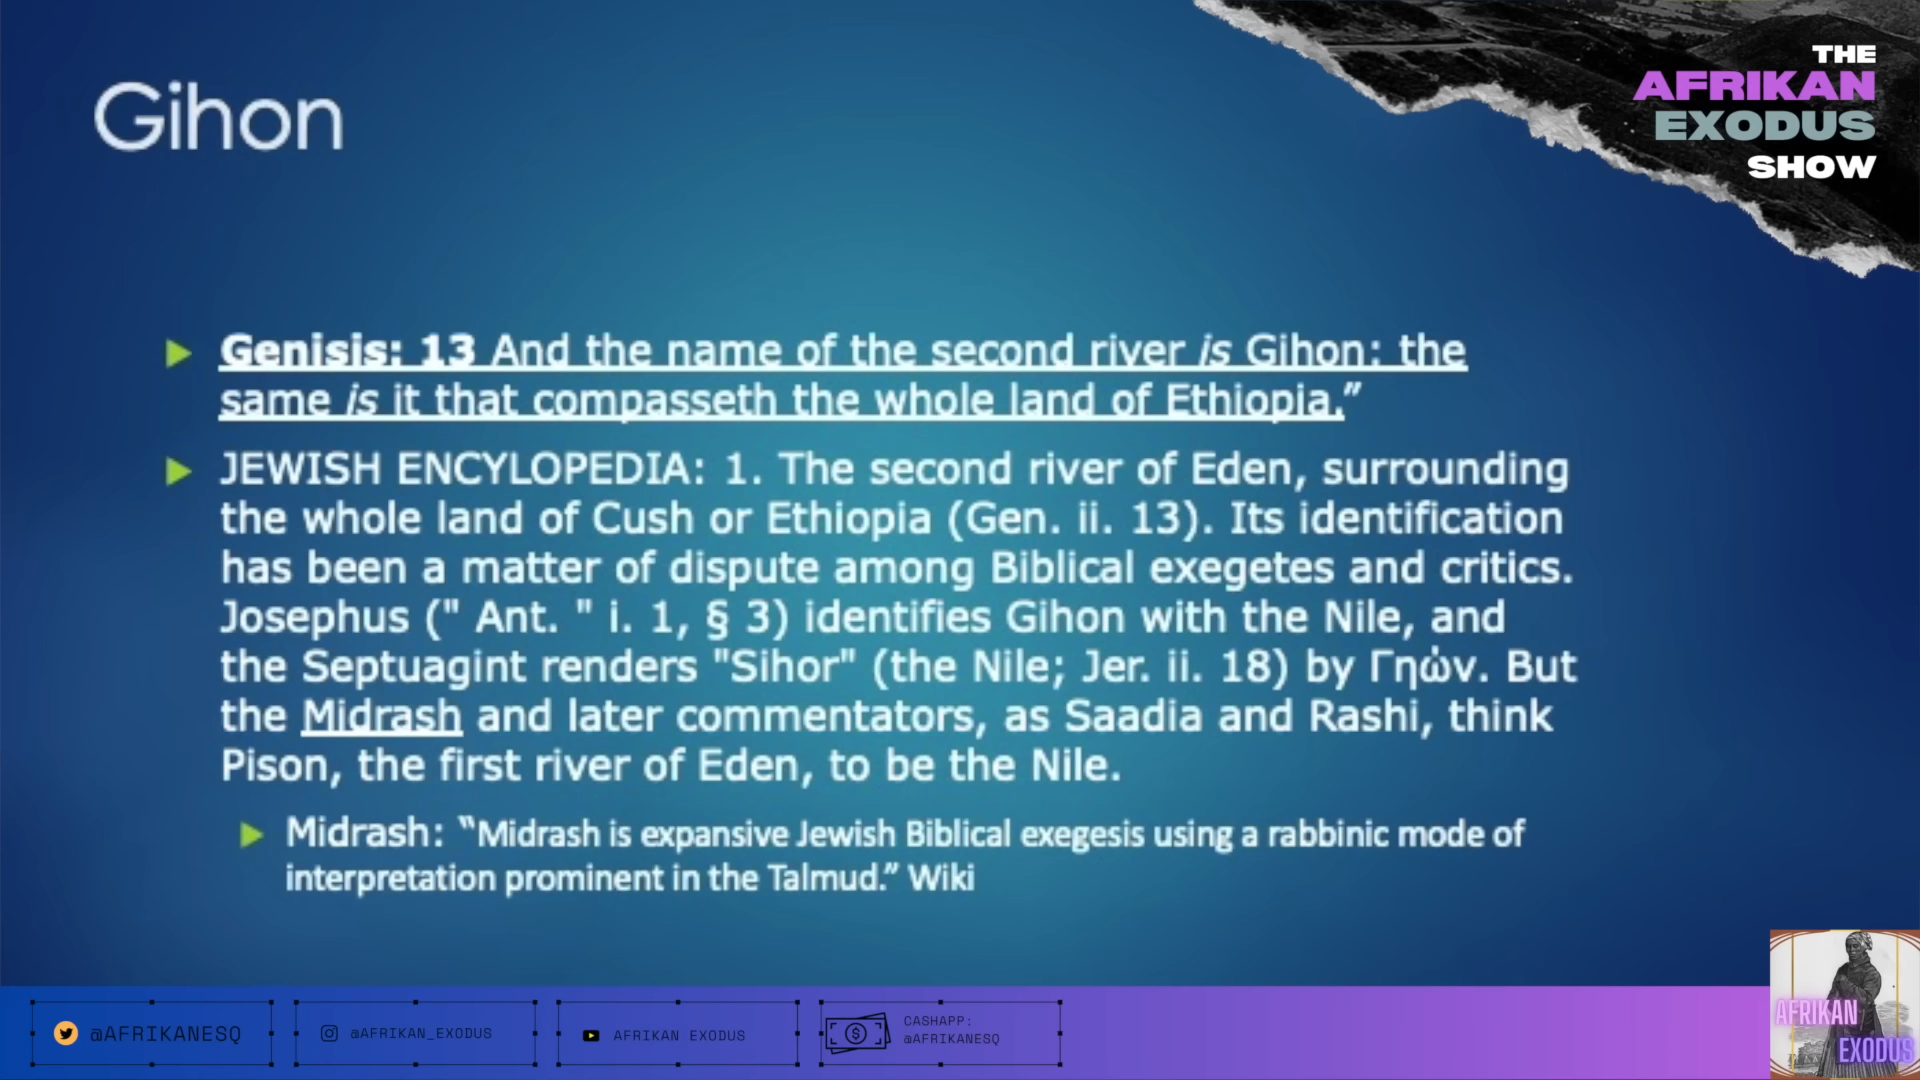 Gihon
THE
AFRIKAN
EXODUS
SHOW
Genisis: 13 And the name of the second river is Gihon: the
same is it that compasseth the whole land of Ethiopia.”
JEWISH ENCYLOPEDIA: 1. The second river of Eden, surrounding
the whole land of Cush or Ethiopia (Gen. ii. 13). Its identification
has been a matter of dispute among Biblical exegetes and critics.
Josephus (" Ant. " i. 1, § 3) identifies Gihon with the Nile, and
the Septuagint renders "Sihor" (the Nile; Jer. ii. 18) by Γηὼν. But
the Midrash and later commentators, as Saadia and Rashi, think
Pison, the first river of Eden, to be the Nile.
Midrash: “Midrash is expansive Jewish Biblical exegesis using a rabbinic mode of
interpretation prominent in the Talmud.” Wiki
@AFRIKANESQ
@AFRIKAN_EXODUS
AFRIKAN EXODUS
CASHAPP:
@AFRIKANESQ
AFRIKAN
EXODUS